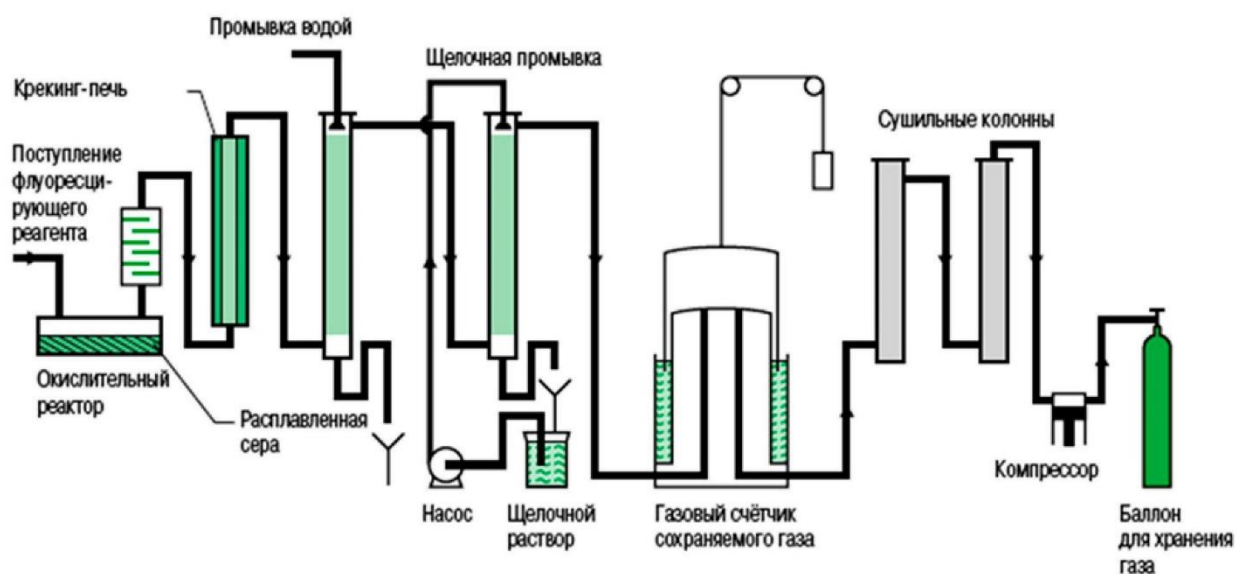 Промывка водой
Щелочная промывка
Крекинг-печь
Сушильные колонны
Поступление
флуоресци-
рующего
реагента
Окислительный
реактор
Расплавленная
сера
Насос
Щелочной
раствор
Газовый счётчик
сохраняемого газа
Компрессор
Баллон
для хранения
газа